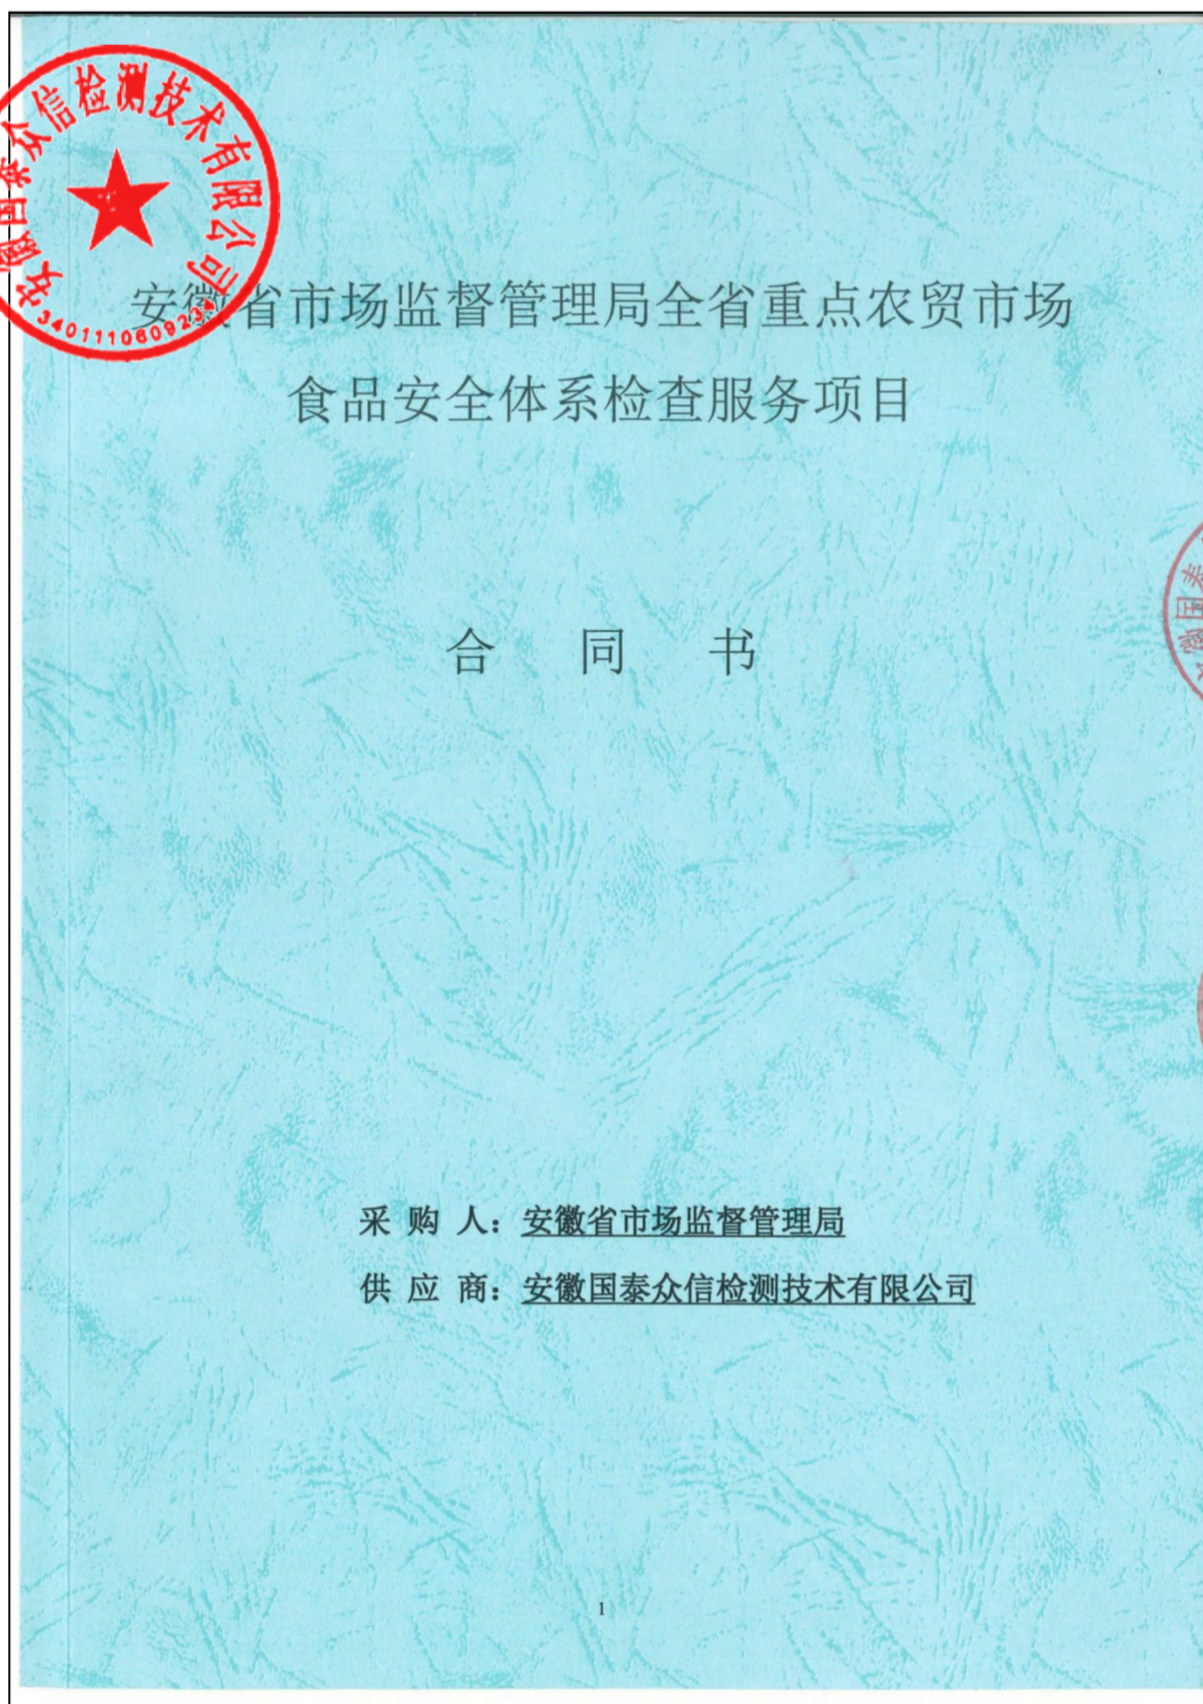 安徽国泰众信检测技术有限公司
安徽省市场监督管理局全省重点农贸市场
食品安全体系检查服务项目
合 同 书
徽国泰
采 购 人：安徽省市场监督管理局
供 应 商：安徽国泰众信检测技术有限公司
1